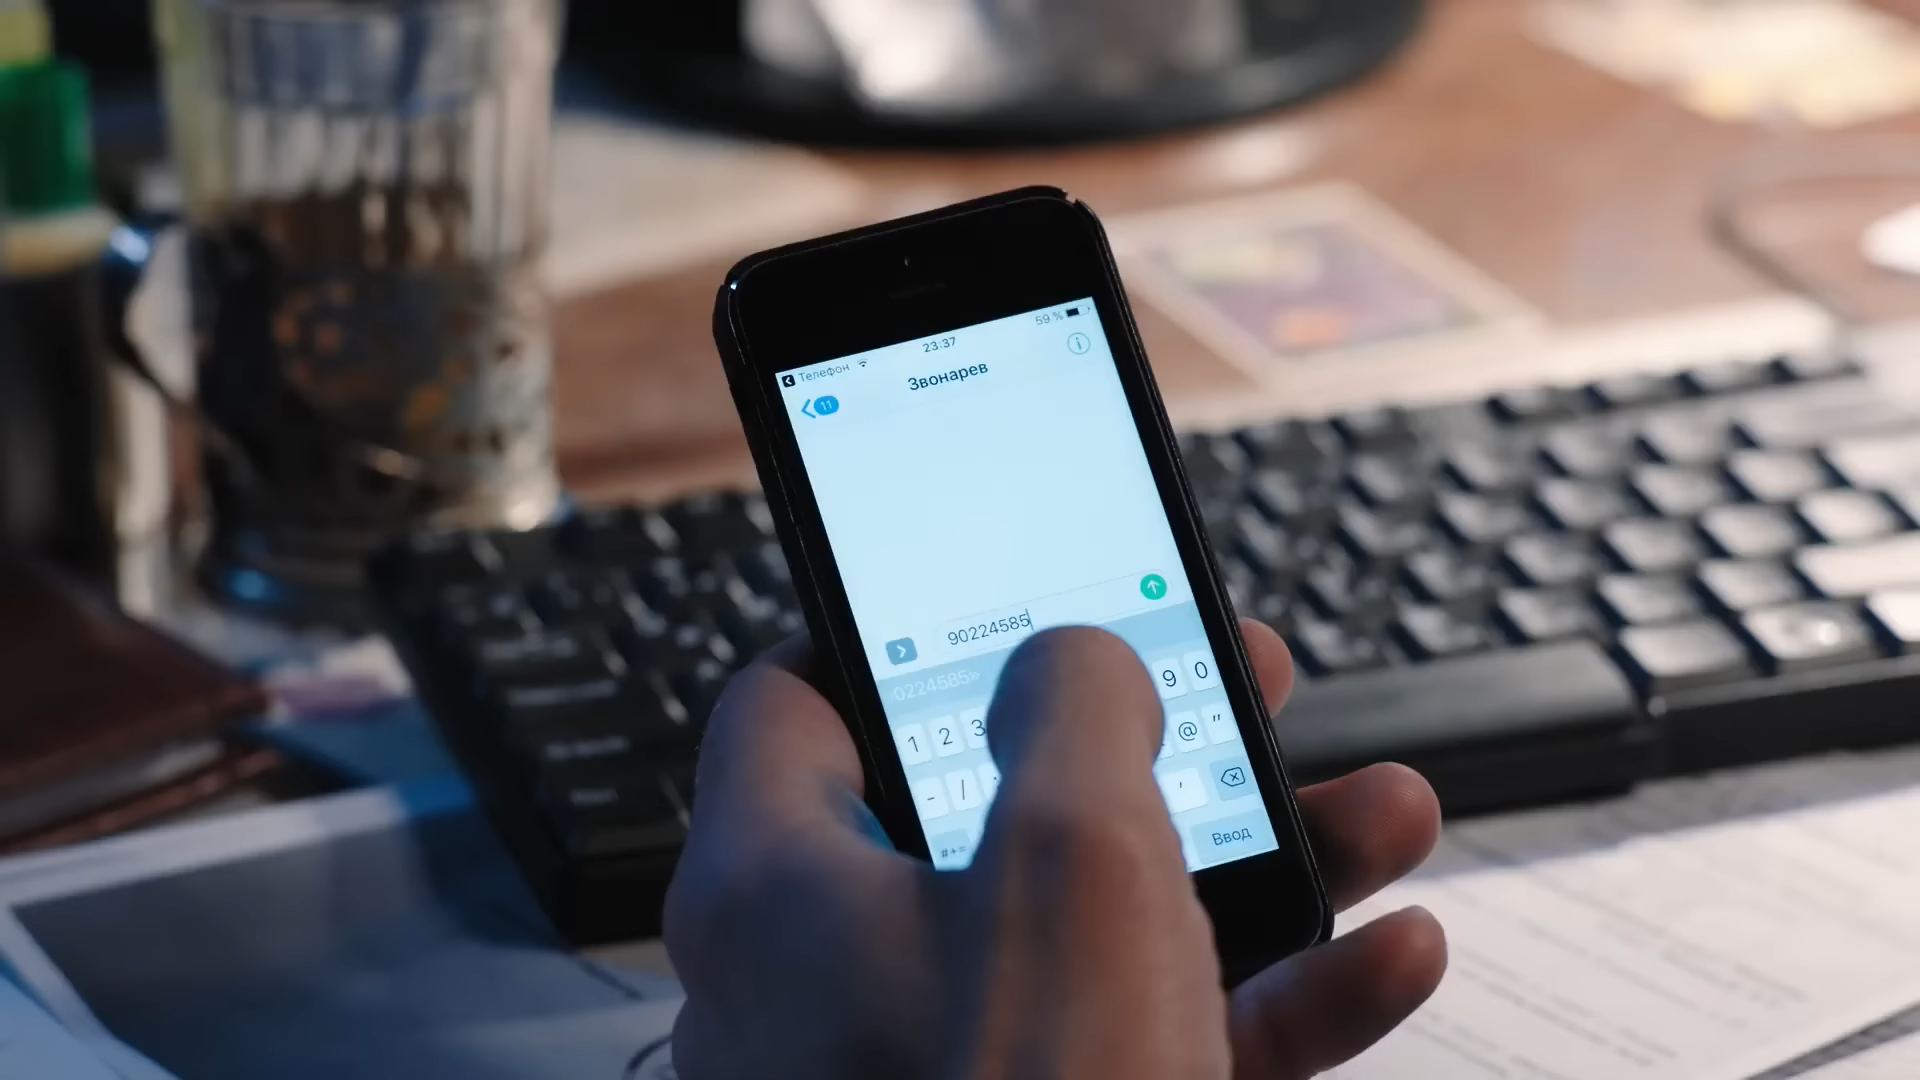 Телефон 23:37 59 %
11 Звонарев
90224585
0224585»
9 0
1 2 3 @ "
- / ,
#+= Ввод